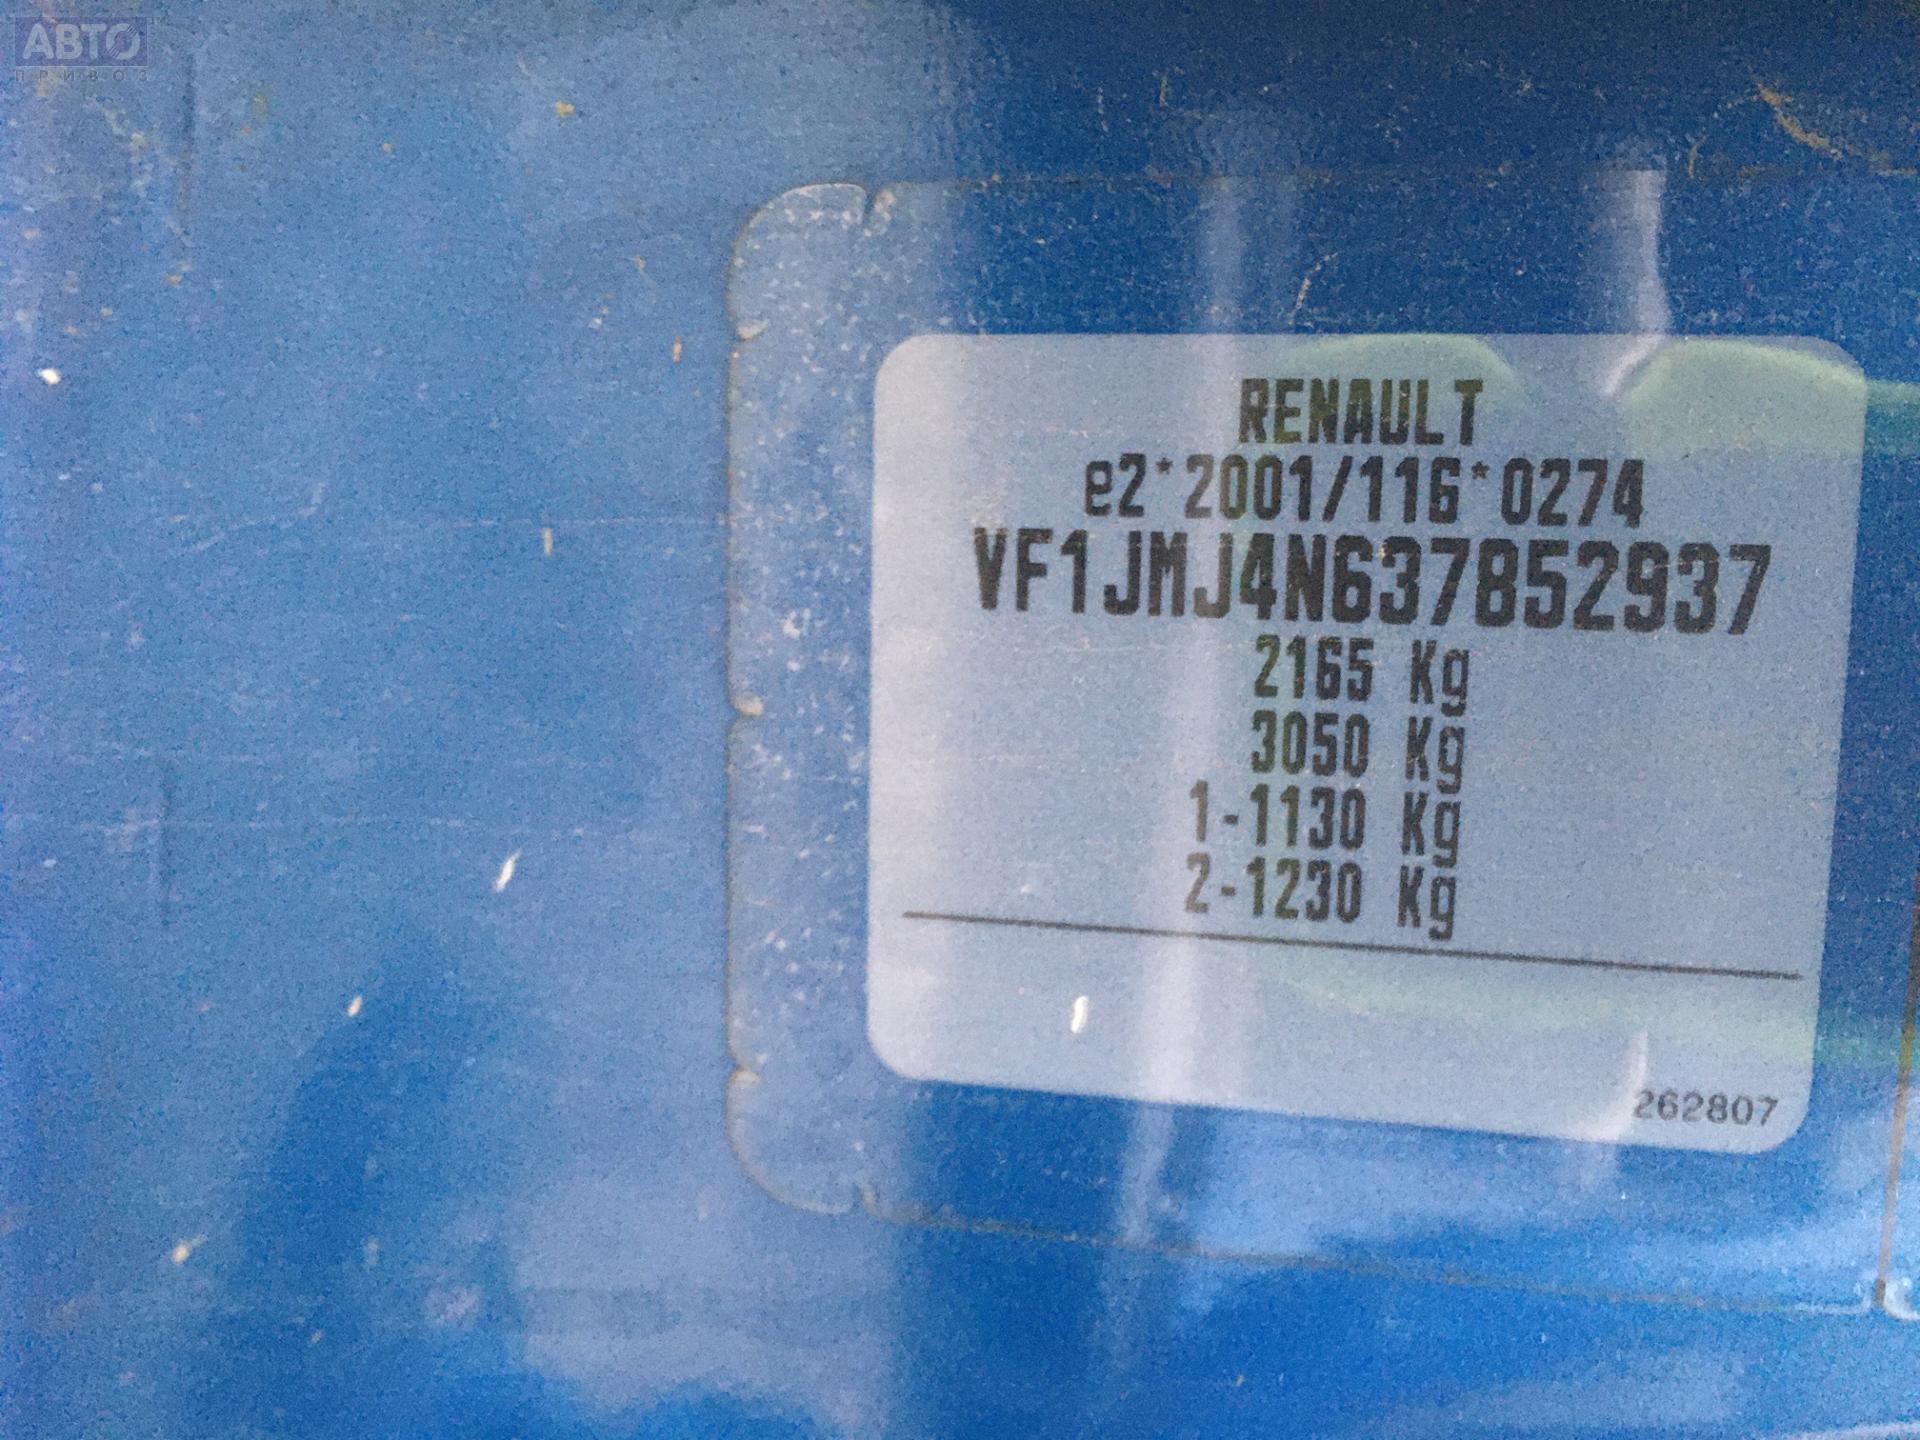 АВТО
ПРИВОЗ
RENAULT
e2*2001/116*0274
VF1JMJ4N637852937
2165 Kg
3050 Kg
1-1130 Kg
2-1230 Kg
262807